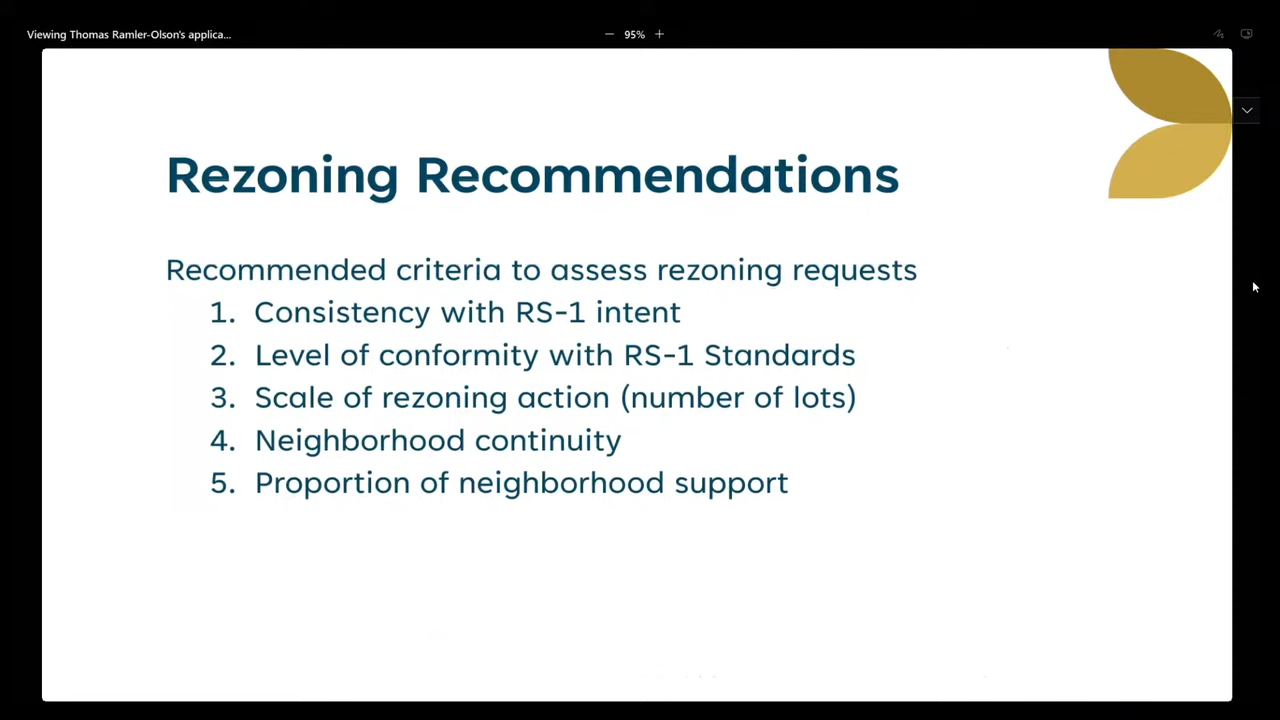 Viewing Thomas Ramler-Olson's applica...
95%
Rezoning Recommendations
Recommended criteria to assess rezoning requests
1. Consistency with RS-1 intent
2. Level of conformity with RS-1 Standards
3. Scale of rezoning action (number of lots)
4. Neighborhood continuity
5. Proportion of neighborhood support